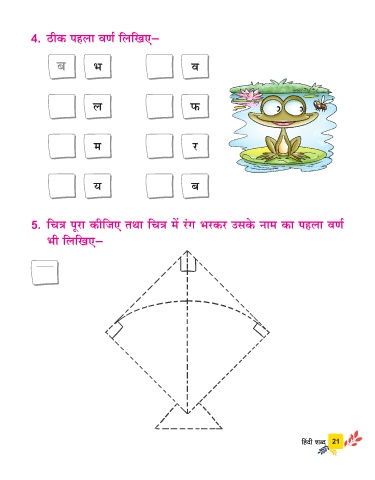 4. ठीक पहला वर्ण लिखिए–
ब भ व
ल फ
म र
य ब
5. चित्र पूरा कीजिए तथा चित्र में रंग भरकर उसके नाम का पहला वर्ण
भी लिखिए–
हिंदी शब्द 21